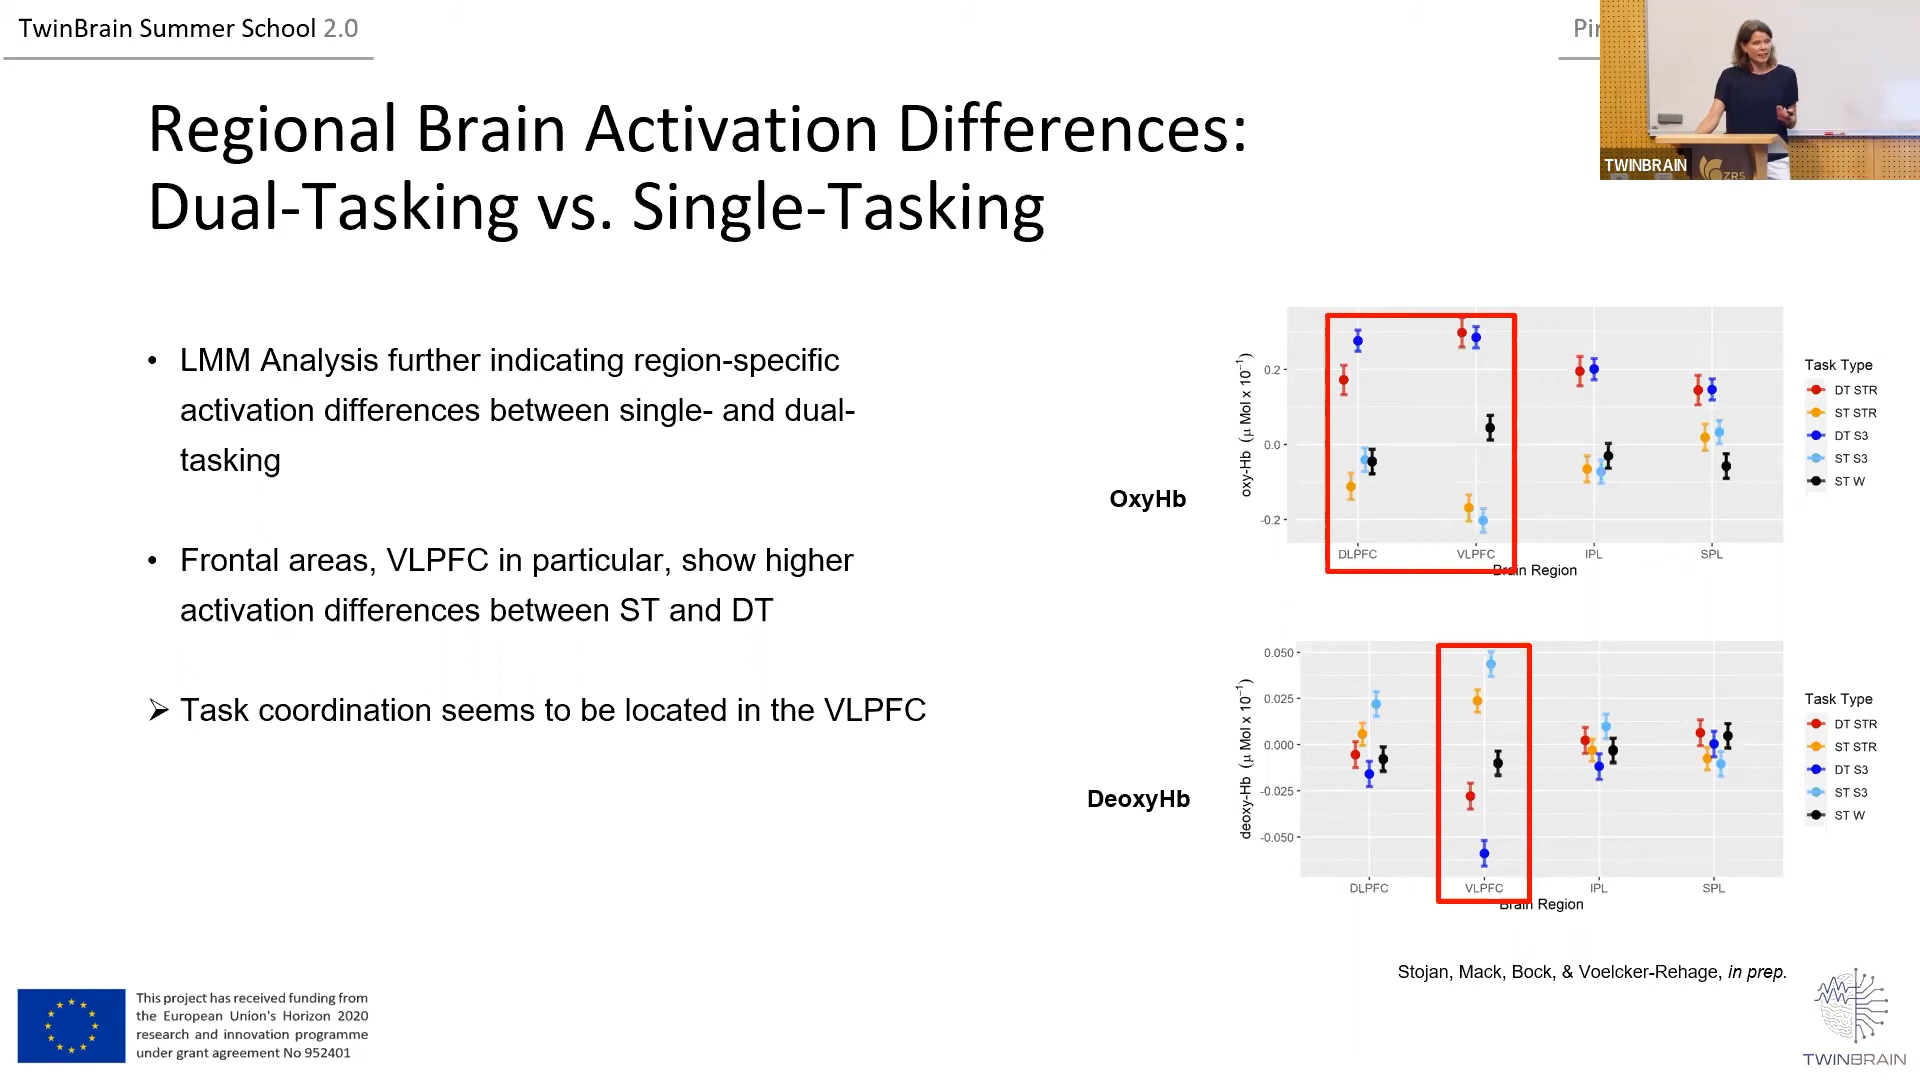 TwinBrain Summer School 2.0
TWINBRAIN
ZRS
Regional Brain Activation Differences:
Dual-Tasking vs. Single-Tasking
• LMM Analysis further indicating region-specific
activation differences between single- and dual-
tasking
• Frontal areas, VLPFC in particular, show higher
activation differences between ST and DT
➢ Task coordination seems to be located in the VLPFC
OxyHb
oxy-Hb (μ Mol x 10⁻¹)
0.2
0.0
-0.2
DLPFC
VLPFC
IPL
SPL
Brain Region
Task Type
DT STR
ST STR
DT S3
ST S3
ST W
DeoxyHb
deoxy-Hb (μ Mol x 10⁻¹)
0.050
0.025
0.000
-0.025
-0.050
DLPFC
VLPFC
IPL
SPL
Brain Region
Task Type
DT STR
ST STR
DT S3
ST S3
ST W
Stojan, Mack, Bock, & Voelcker-Rehage, in prep.
This project has received funding from
the European Union's Horizon 2020
research and innovation programme
under grant agreement No 952401
TWINBRAIN